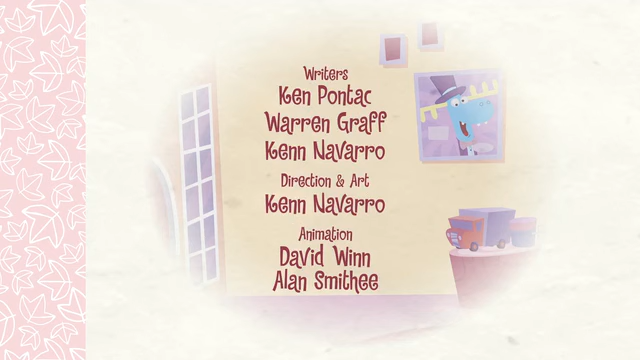 Writers
Ken Pontac
Warren Graff
Kenn Navarro
Direction & Art
Kenn Navarro
Animation
David Winn
Alan Smithee